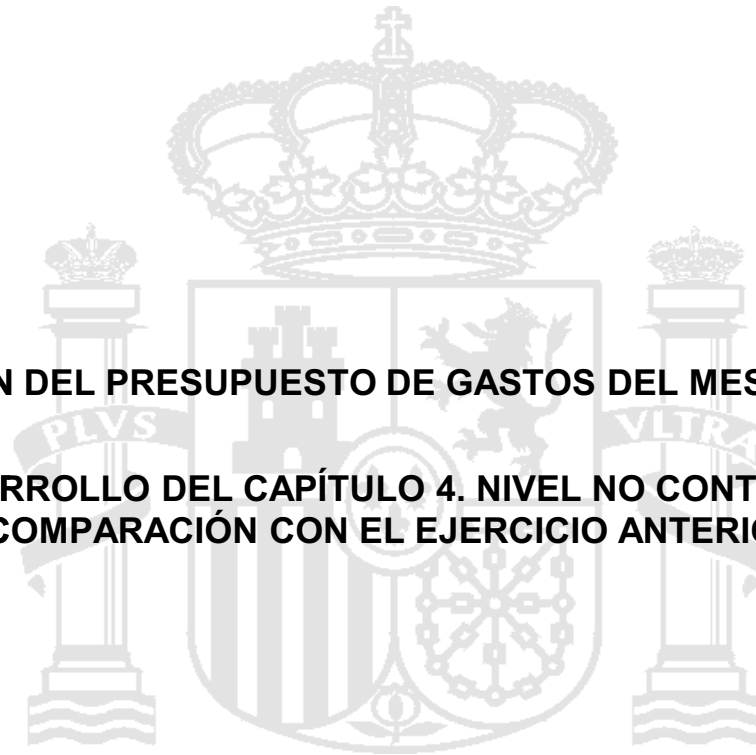 N DEL PRESUPUESTO DE GASTOS DEL MES
PLVS
VLTRA
RROLLO DEL CAPÍTULO 4. NIVEL NO CONT
COMPARACIÓN CON EL EJERCICIO ANTERIO